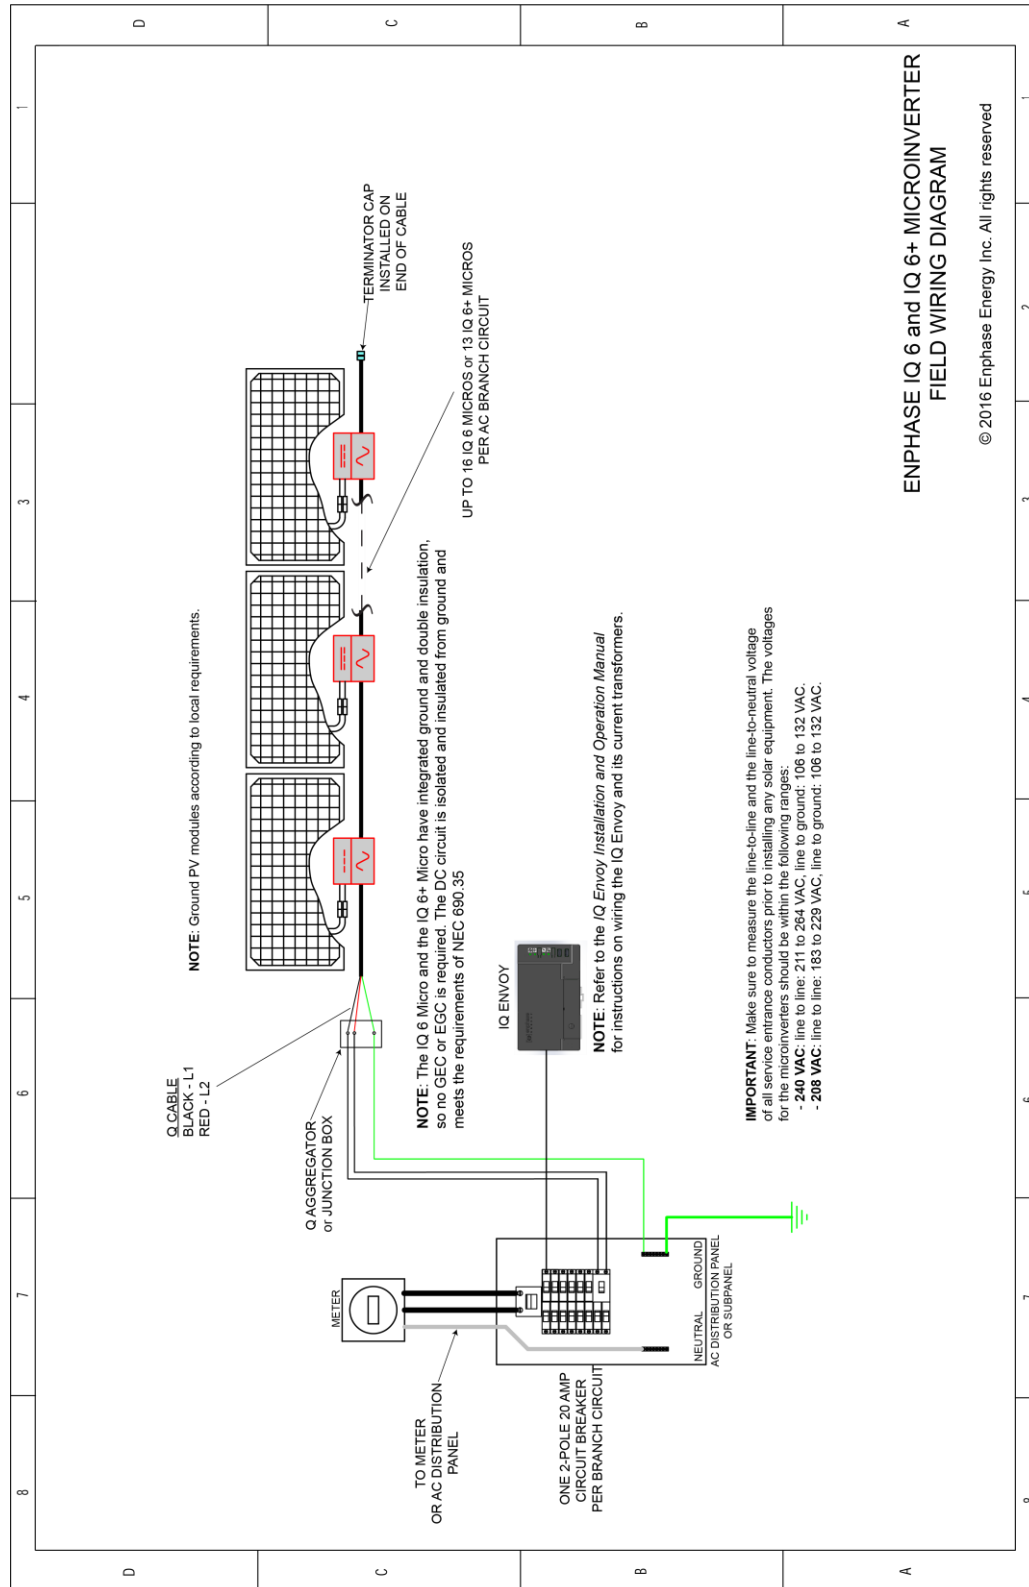 8 7 6 5 4 3 2 1
D
C
B
A
D
C
B
A
8 7 6 5 4 3 2 1
NOTE: Ground PV modules according to local requirements.
Q CABLE
BLACK - L1
RED - L2
Q AGGREGATOR
or JUNCTION BOX
TERMINATOR CAP
INSTALLED ON
END OF CABLE
UP TO 16 IQ 6 MICROS or 13 IQ 6+ MICROS
PER AC BRANCH CIRCUIT
METER
TO METER
OR AC DISTRIBUTION
PANEL
NOTE: The IQ 6 Micro and the IQ 6+ Micro have integrated ground and double insulation,
so no GEC or EGC is required. The DC circuit is isolated and insulated from ground and
meets the requirements of NEC 690.35
IQ ENVOY
NOTE: Refer to the IQ Envoy Installation and Operation Manual
for instructions on wiring the IQ Envoy and its current transformers.
ONE 2-POLE 20 AMP
CIRCUIT BREAKER
PER BRANCH CIRCUIT
NEUTRAL GROUND
AC DISTRIBUTION PANEL
OR SUBPANEL
IMPORTANT: Make sure to measure the line-to-line and the line-to-neutral voltage
of all service entrance conductors prior to installing any solar equipment. The voltages
for the microinverters should be within the following ranges:
- 240 VAC: line to line: 211 to 264 VAC, line to ground: 106 to 132 VAC.
- 208 VAC: line to line: 183 to 229 VAC, line to ground: 106 to 132 VAC.
ENPHASE IQ 6 and IQ 6+ MICROINVERTER
FIELD WIRING DIAGRAM
© 2016 Enphase Energy Inc. All rights reserved